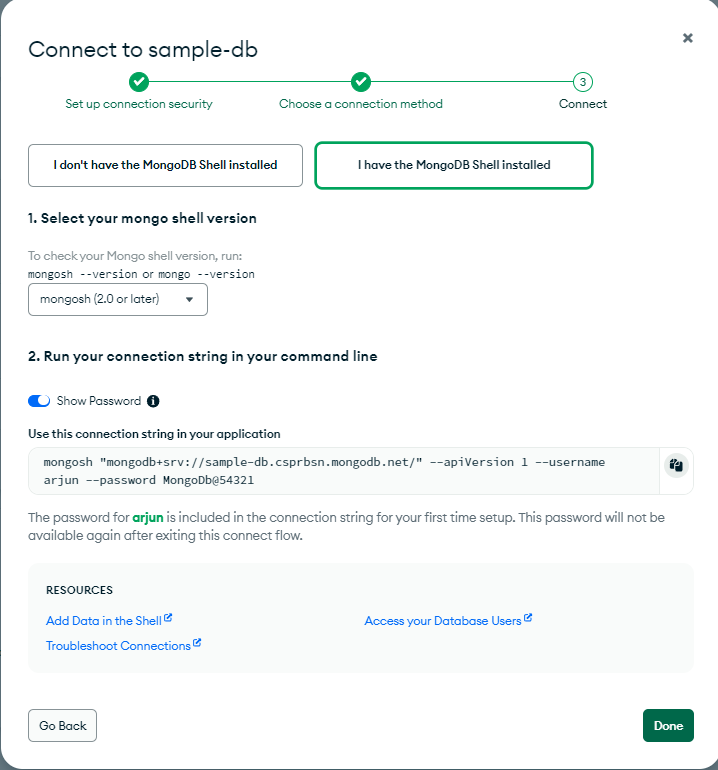 Connect to sample-db
Set up connection security
Choose a connection method
3
Connect
I don't have the MongoDB Shell installed
I have the MongoDB Shell installed
1. Select your mongo shell version
To check your Mongo shell version, run:
mongosh --version or mongo --version
mongosh (2.0 or later)
2. Run your connection string in your command line
Show Password
Use this connection string in your application
mongosh "mongodb+srv://sample-db.csprbsn.mongodb.net/" --apiVersion 1 --username
arjun --password MongoDb@54321
The password for arjun is included in the connection string for your first time setup. This password will not be
available again after exiting this connect flow.
RESOURCES
Add Data in the Shell
Access your Database Users
Troubleshoot Connections
Go Back
Done